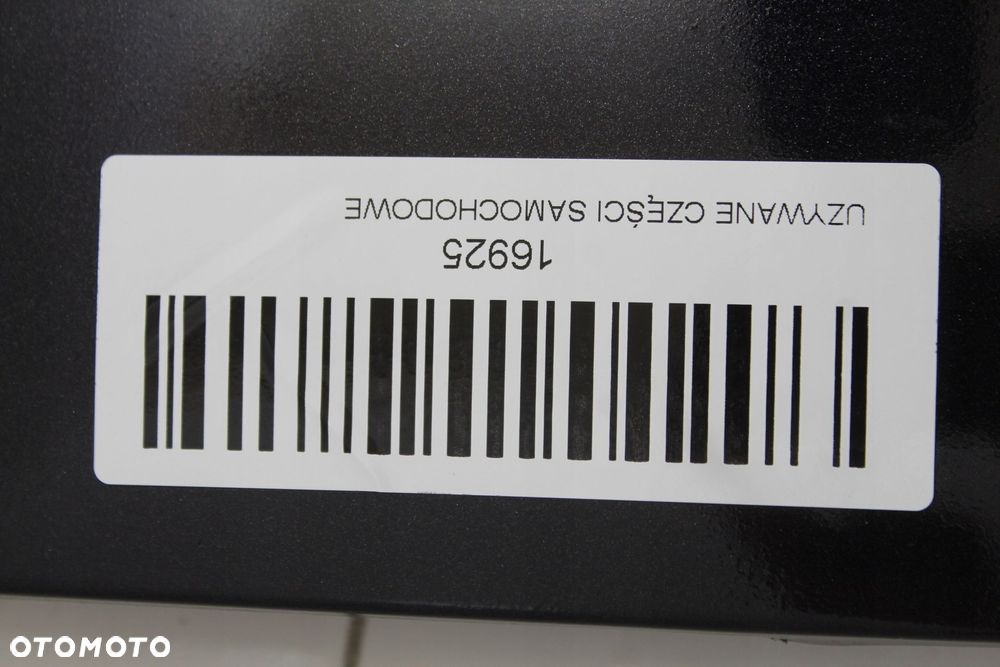 16925
UZYWANE CZĘŚCI SAMOCHODOWE
OTOMOTO